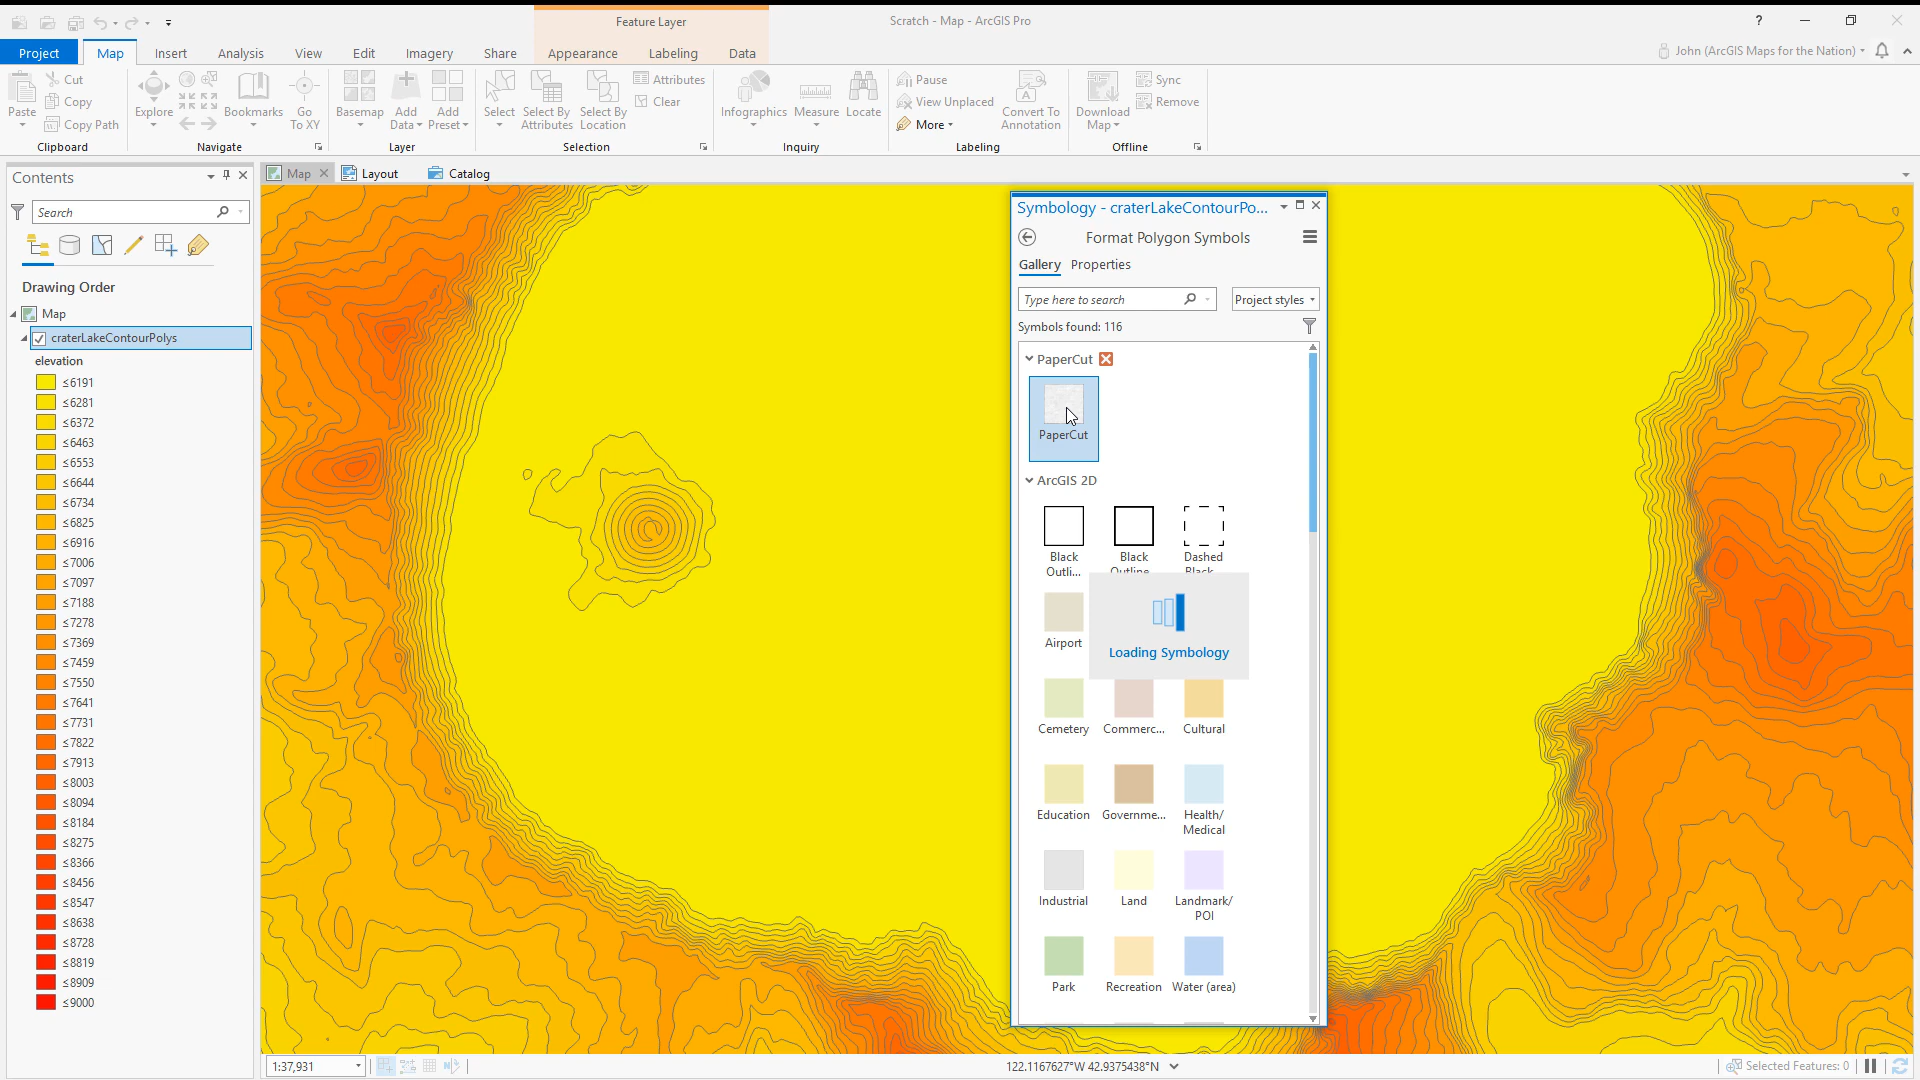 Feature Layer
Scratch - Map - ArcGIS Pro
?
Project
Map
Insert
Analysis
View
Edit
Imagery
Share
Appearance
Labeling
Data
John (ArcGIS Maps for the Nation)
Paste
Cut
Copy
Copy Path
Clipboard
Explore
Bookmarks
Go
To XY
Navigate
Basemap
Add
Data
Add
Preset
Layer
Select
Select By
Attributes
Select By
Location
Attributes
Clear
Selection
Infographics
Measure
Locate
Inquiry
Pause
View Unplaced
More
Convert To
Annotation
Labeling
Download
Map
Sync
Remove
Offline
Contents
Search
Drawing Order
Map
craterLakeContourPolys
elevation
≤6191
≤6281
≤6372
≤6463
≤6553
≤6644
≤6734
≤6825
≤6916
≤7006
≤7097
≤7188
≤7278
≤7369
≤7459
≤7550
≤7641
≤7731
≤7822
≤7913
≤8003
≤8094
≤8184
≤8275
≤8366
≤8456
≤8547
≤8638
≤8728
≤8819
≤8909
≤9000
Map
Layout
Catalog
Symbology - craterLakeContourPo...
Format Polygon Symbols
Gallery
Properties
Type here to search
Project styles
Symbols found: 116
PaperCut
PaperCut
ArcGIS 2D
Black
Outli...
Black
Outline
Dashed
Black
Airport
Loading Symbology
Cemetery
Commerc...
Cultural
Education
Governme...
Health/
Medical
Industrial
Land
Landmark/
POI
Park
Recreation
Water (area)
1:37,931
122.1167627°W 42.9375438°N
Selected Features: 0